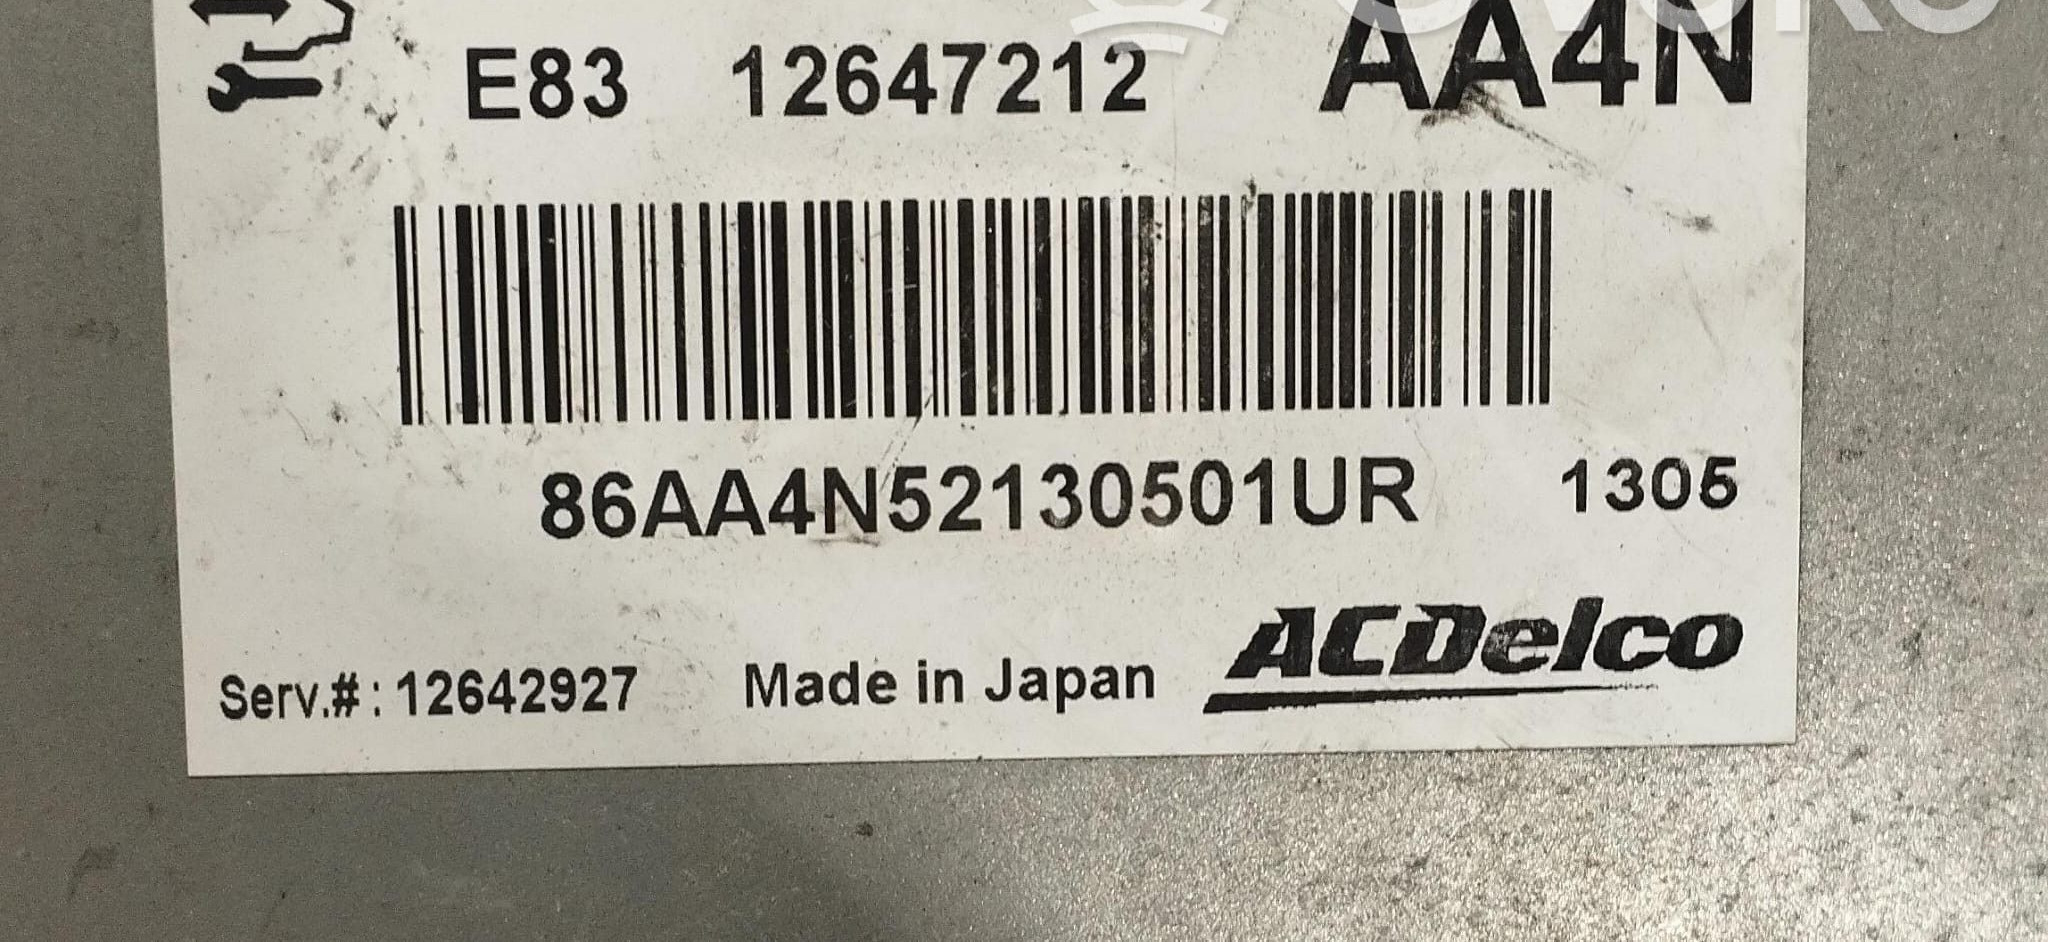 E83 12647212 AA4N
86AA4N52130501UR 1305
Serv.#: 12642927 Made in Japan ACDelco